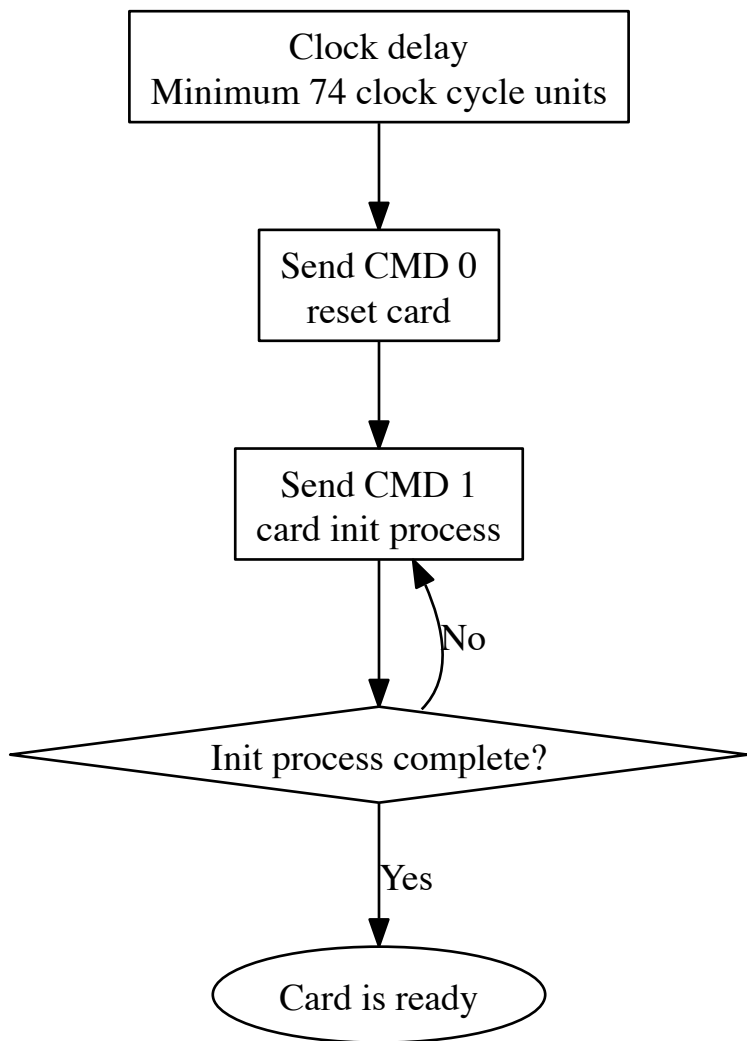 Clock delay
Minimum 74 clock cycle units
Send CMD 0
reset card
Send CMD 1
card init process
No
Init process complete?
Yes
Card is ready